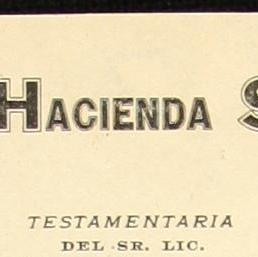 HACIENDA S
TESTAMENTARIA
DEL SR. LIC.